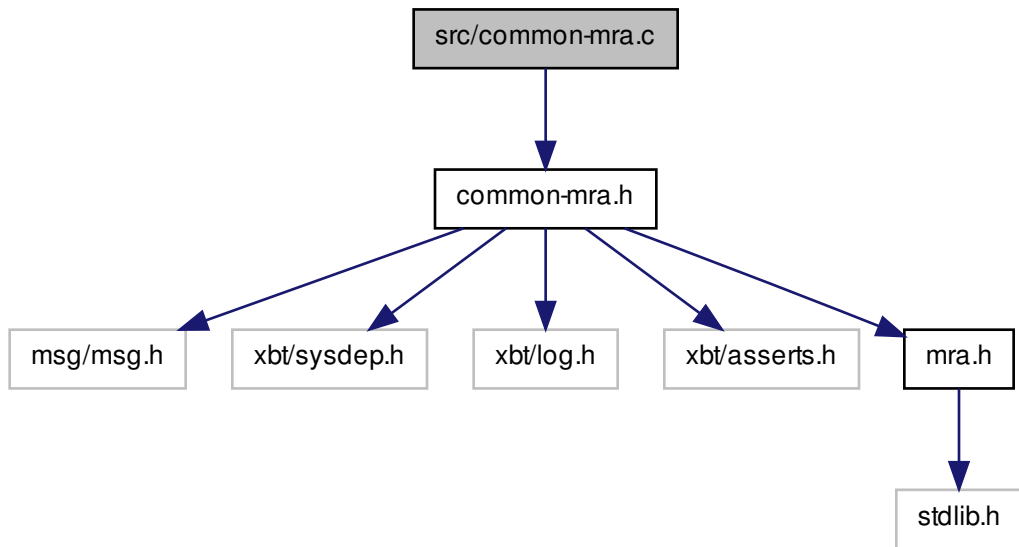 src/common-mra.c
common-mra.h
msg/msg.h
xbt/sysdep.h
xbt/log.h
xbt/asserts.h
mra.h
stdlib.h